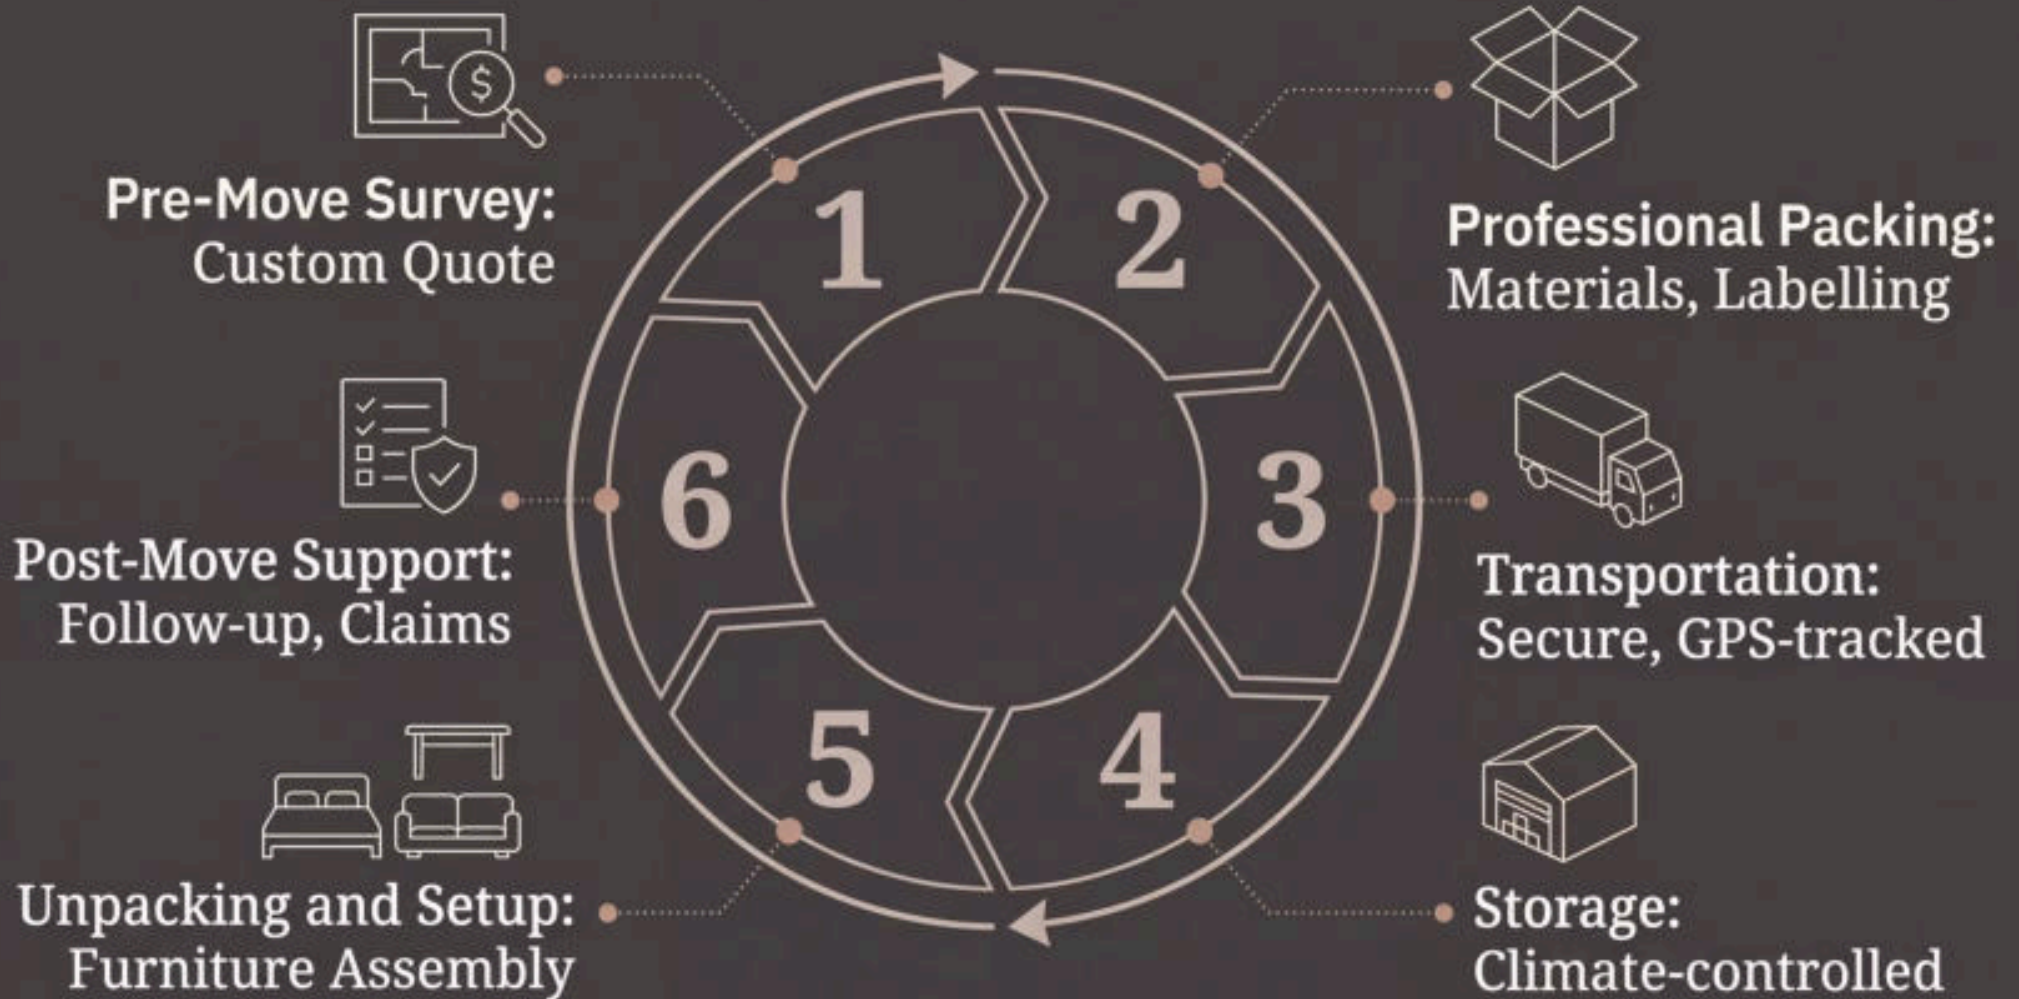 $
Pre-Move Survey:
Custom Quote
1
2
Professional Packing:
Materials, Labelling
6
3
Post-Move Support:
Follow-up, Claims
Transportation:
Secure, GPS-tracked
5
4
Unpacking and Setup:
Furniture Assembly
Storage:
Climate-controlled